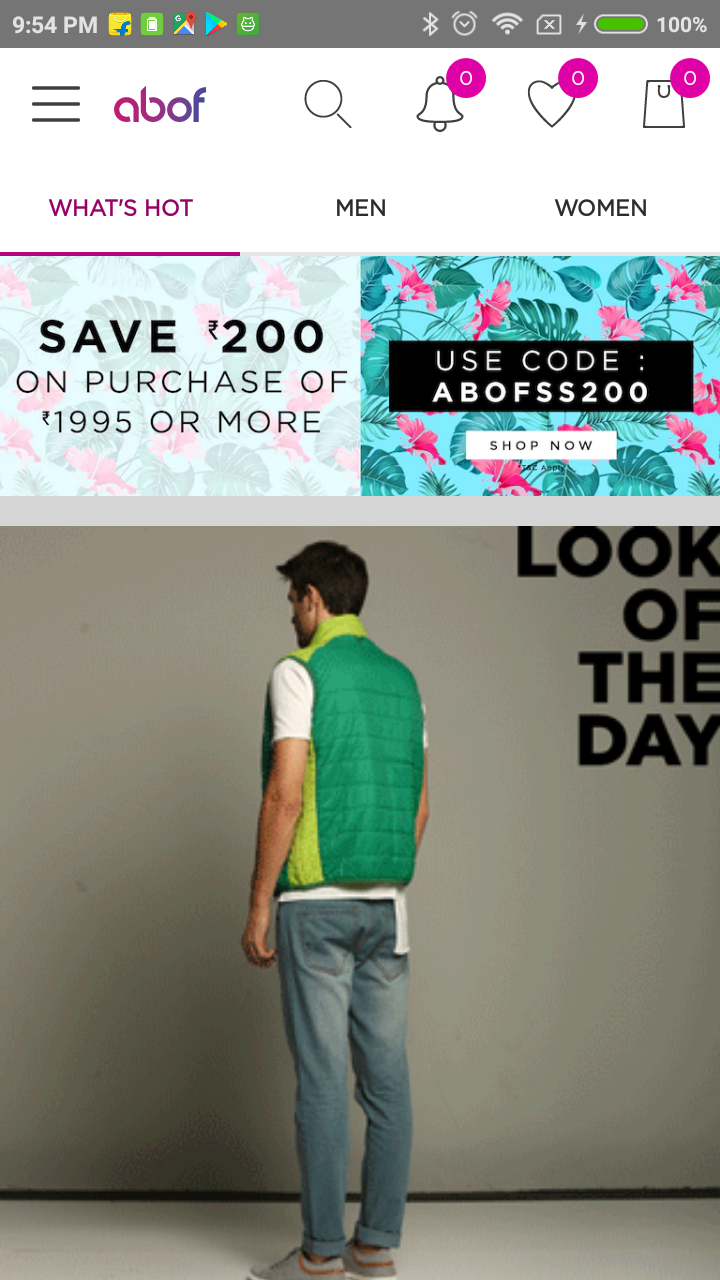 9:54 PM
100%
abof
0
0
0
WHAT'S HOT
MEN
WOMEN
SAVE ₹200
ON PURCHASE OF
₹1995 OR MORE
USE CODE :
ABOFSS200
SHOP NOW
*T&C Apply
LOOK
OF
THE
DAY